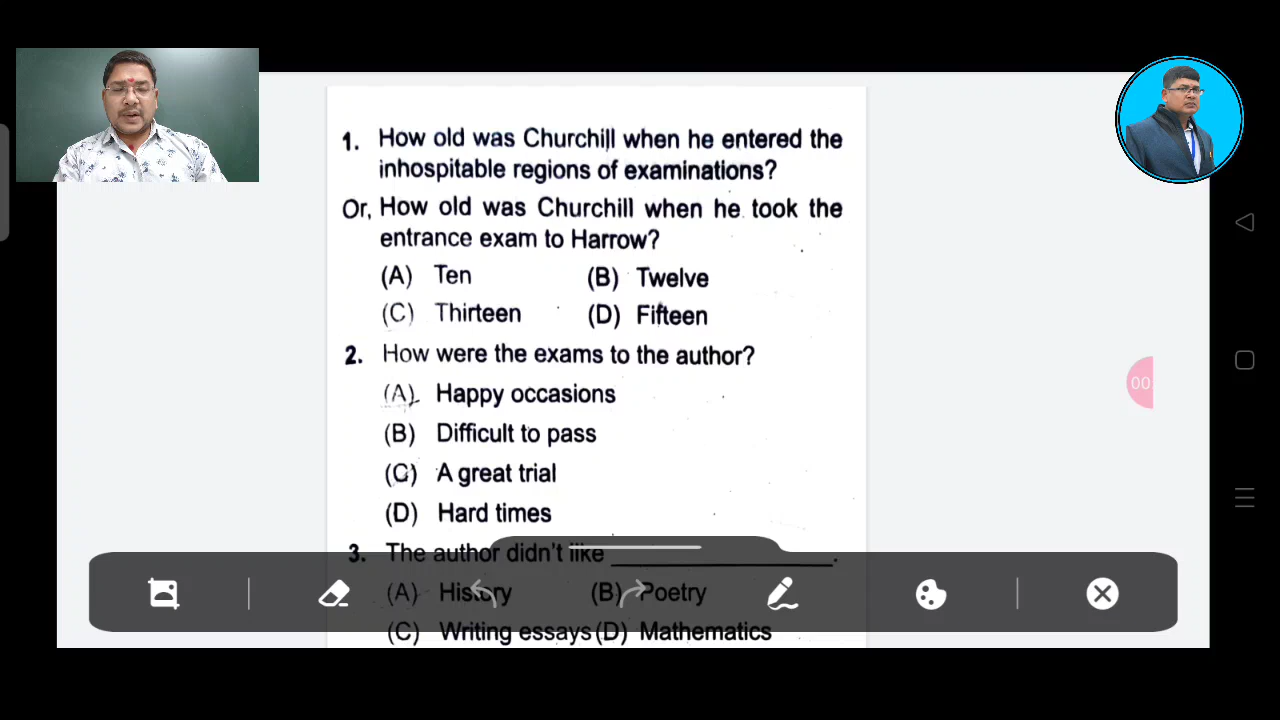 1. How old was Churchill when he entered the
inhospitable regions of examinations?
Or, How old was Churchill when he took the
entrance exam to Harrow?
(A) Ten (B) Twelve
(C) Thirteen (D) Fifteen
2. How were the exams to the author?
(A) Happy occasions
(B) Difficult to pass
(C) A great trial
(D) Hard times
3. The author didn't like ____________.
(A) History (B) Poetry
(C) Writing essays (D) Mathematics
00